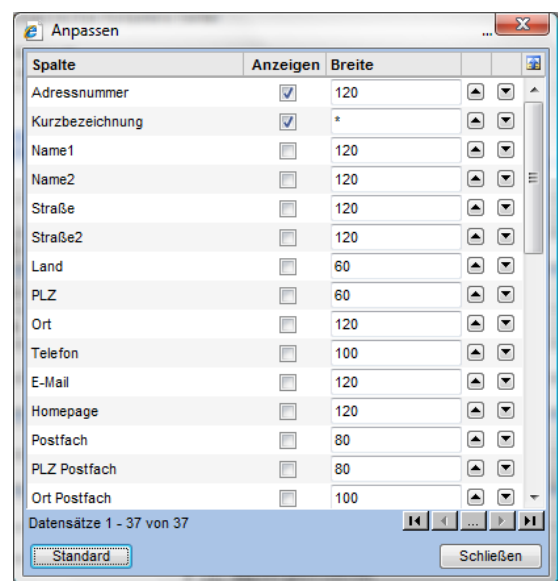 Anpassen ...
Spalte Anzeigen Breite
Adressnummer 120
Kurzbezeichnung *
Name1 120
Name2 120
Straße 120
Straße2 120
Land 60
PLZ 60
Ort 120
Telefon 100
E-Mail 120
Homepage 120
Postfach 80
PLZ Postfach 80
Ort Postfach 100
Datensätze 1 - 37 von 37 ...
Standard Schließen